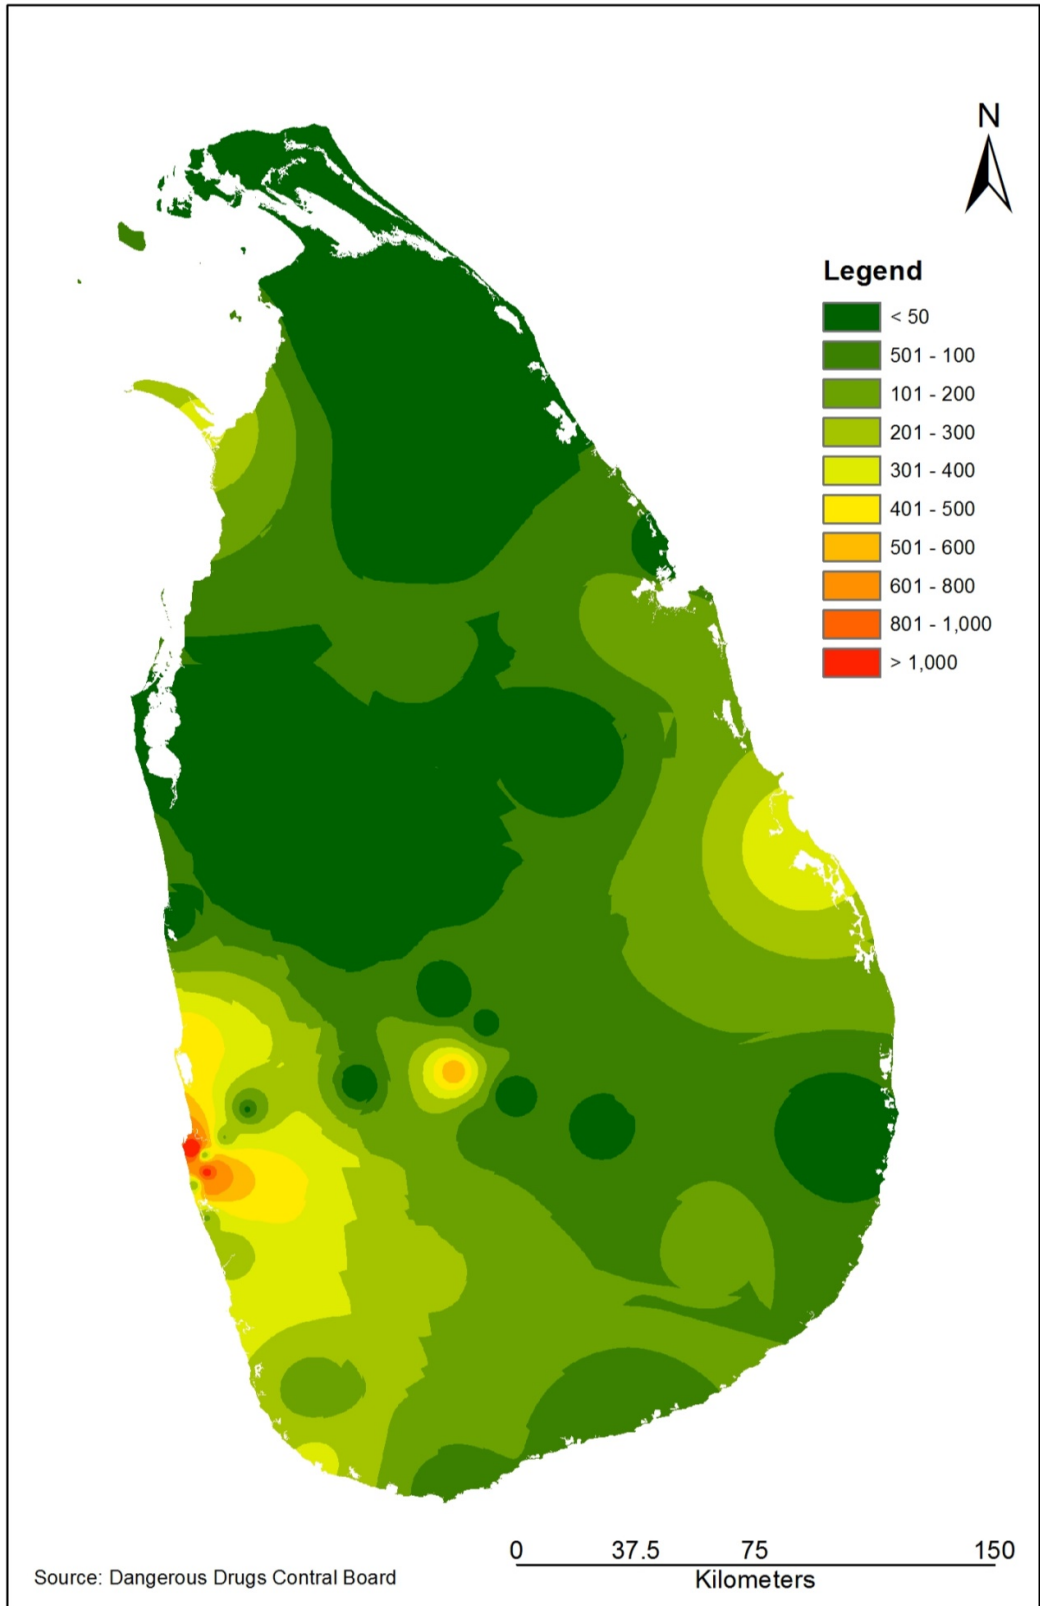 N
Legend
< 50
501 - 100
101 - 200
201 - 300
301 - 400
401 - 500
501 - 600
601 - 800
801 - 1,000
> 1,000
0 37.5 75 150
Kilometers
Source: Dangerous Drugs Contral Board